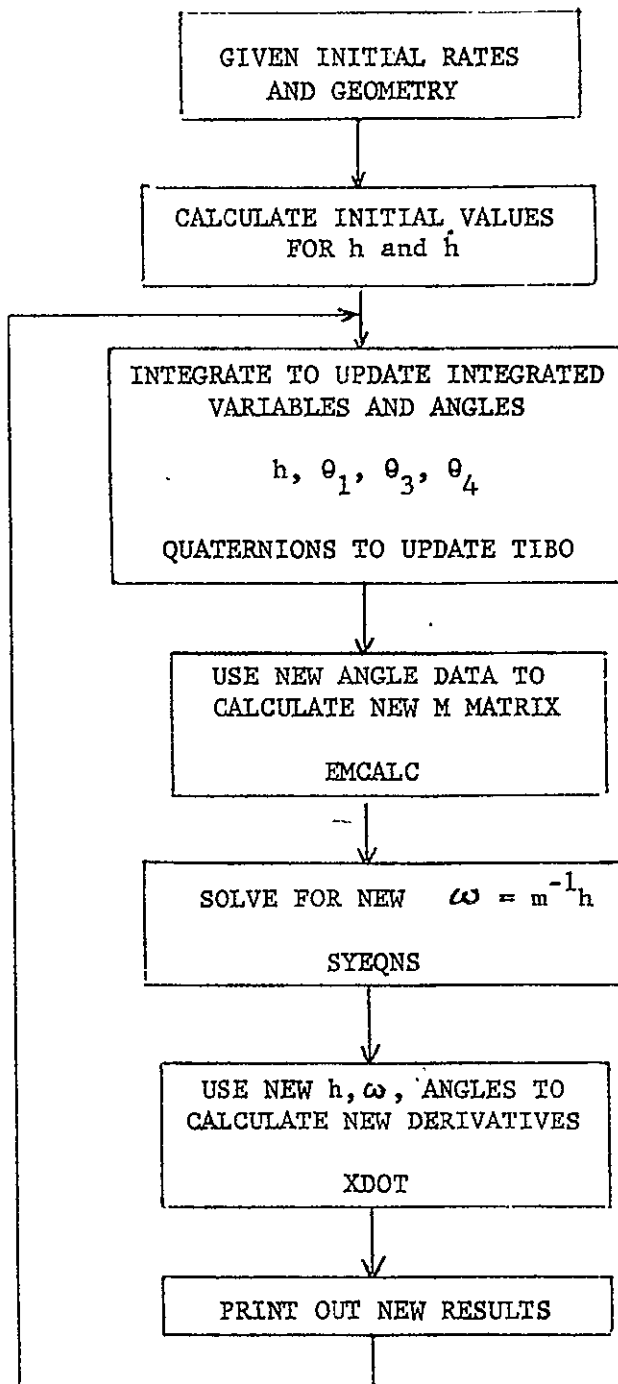 GIVEN INITIAL RATES
AND GEOMETRY
CALCULATE INITIAL VALUES
FOR h and ḣ
INTEGRATE TO UPDATE INTEGRATED
VARIABLES AND ANGLES
h, θ₁, θ₃, θ₄
QUATERNIONS TO UPDATE TIBO
USE NEW ANGLE DATA TO
CALCULATE NEW M MATRIX
EMCALC
SOLVE FOR NEW ω = m⁻¹h
SYEQNS
USE NEW h, ω, ANGLES TO
CALCULATE NEW DERIVATIVES
XDOT
PRINT OUT NEW RESULTS